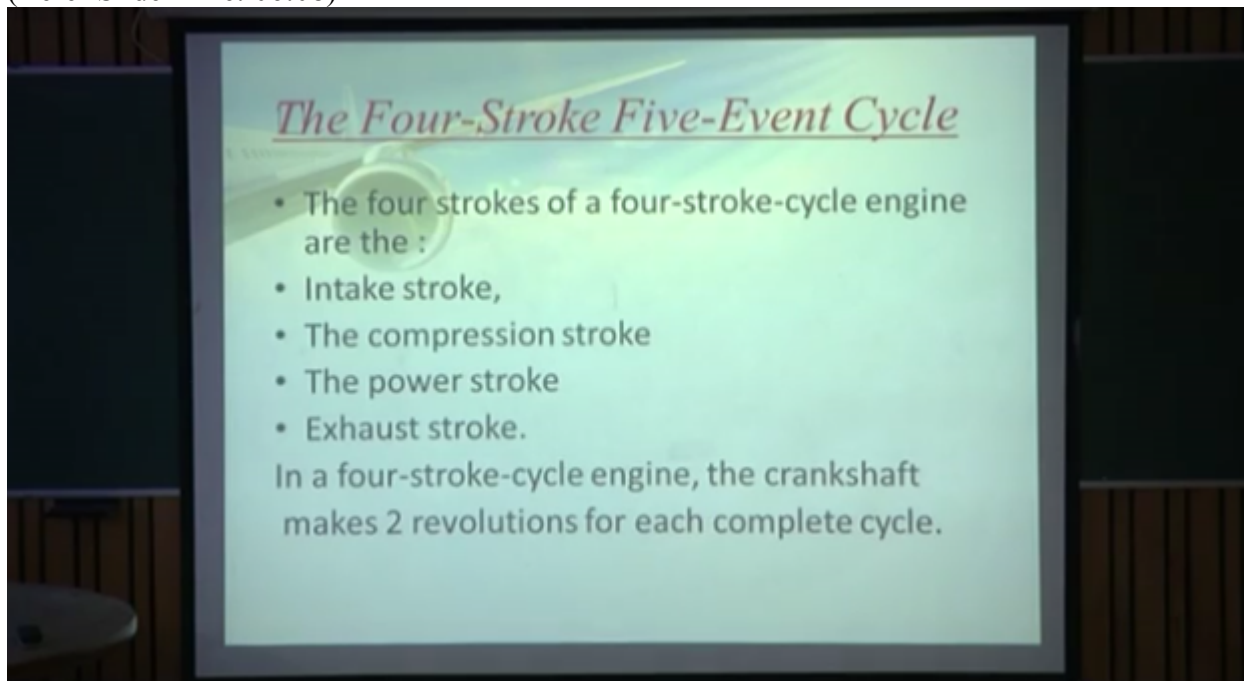 The Four-Stroke Five-Event Cycle
• The four strokes of a four-stroke-cycle engine
are the :
• Intake stroke,
• The compression stroke
• The power stroke
• Exhaust stroke.
In a four-stroke-cycle engine, the crankshaft
makes 2 revolutions for each complete cycle.